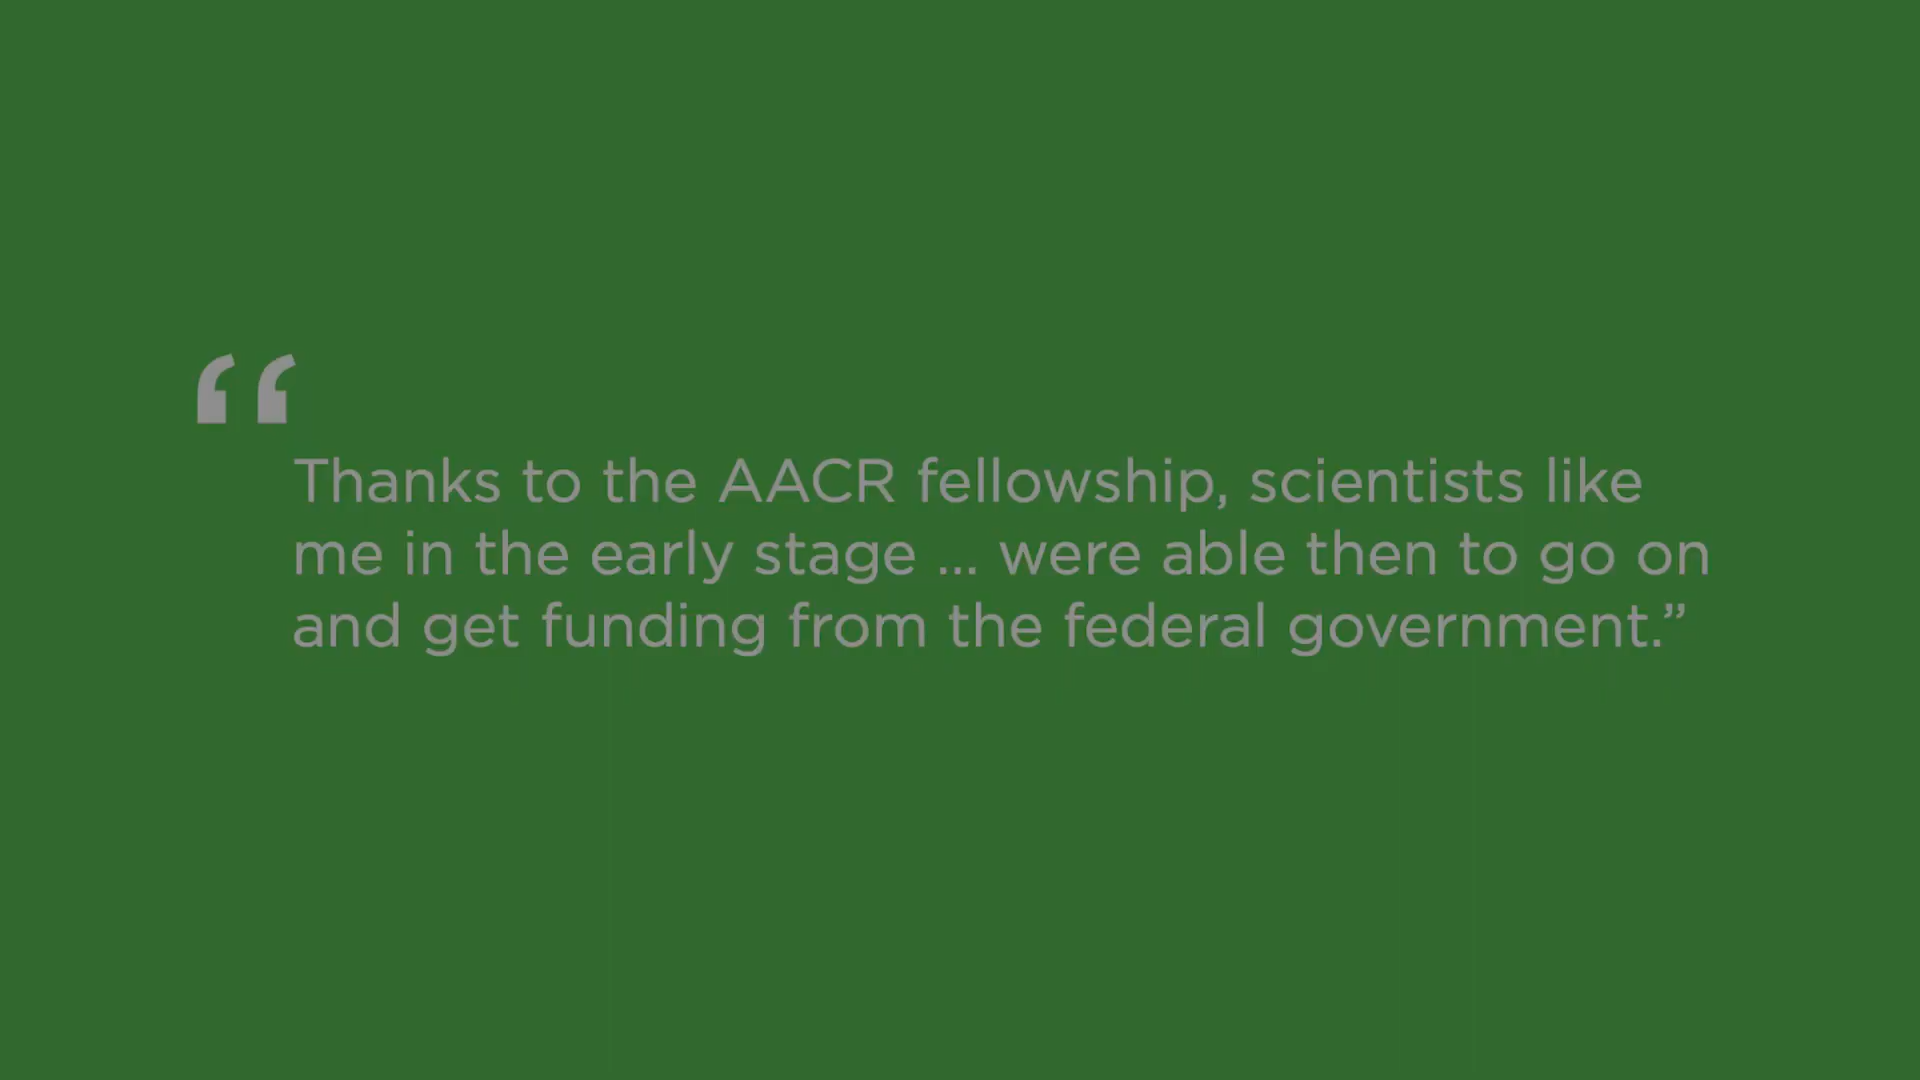 “
Thanks to the AACR fellowship, scientists like
me in the early stage ... were able then to go on
and get funding from the federal government.”